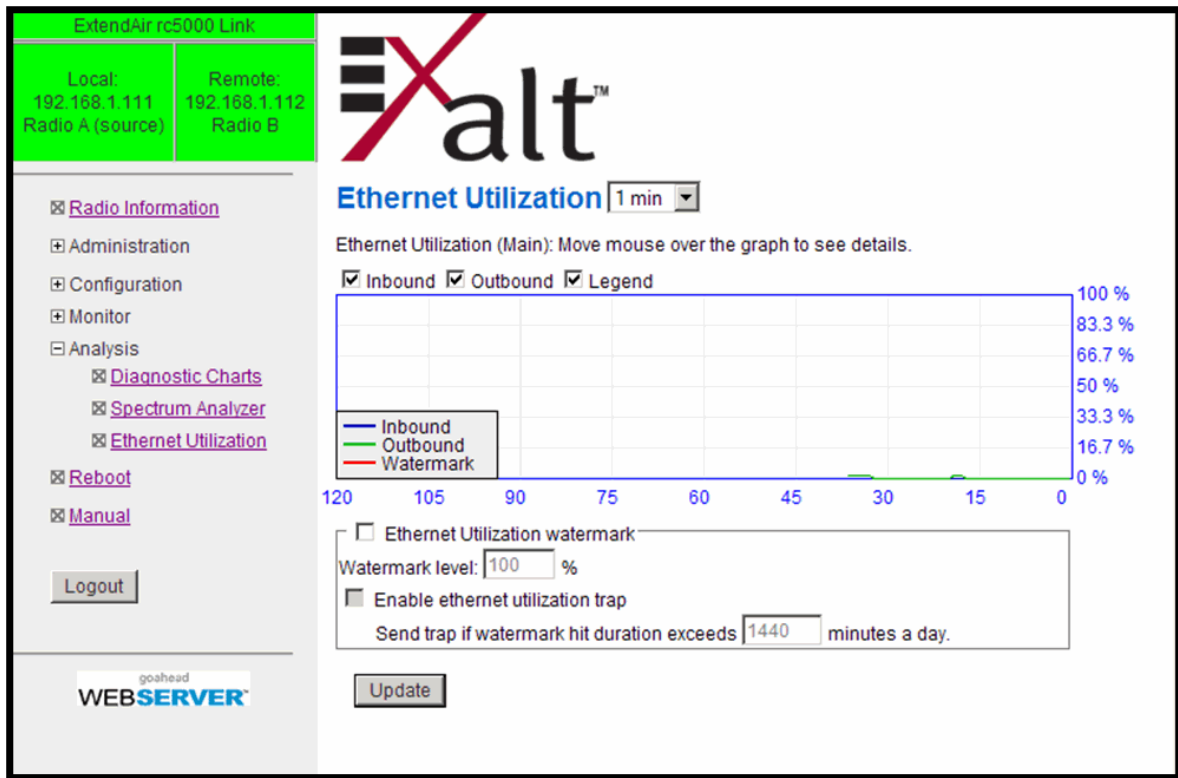 ExtendAir rc5000 Link
Local:
192.168.1.111
Radio A (source)
Remote:
192.168.1.112
Radio B
Radio Information
Administration
Configuration
Monitor
Analysis
Diagnostic Charts
Spectrum Analyzer
Ethernet Utilization
Reboot
Manual
Logout
goahead
WEBSERVER
EXalt™
Ethernet Utilization 1 min
Ethernet Utilization (Main): Move mouse over the graph to see details.
Inbound Outbound Legend
100 %
83.3 %
66.7 %
50 %
33.3 %
16.7 %
0 %
Inbound
Outbound
Watermark
120 105 90 75 60 45 30 15 0
Ethernet Utilization watermark
Watermark level: 100 %
Enable ethernet utilization trap
Send trap if watermark hit duration exceeds 1440 minutes a day.
Update